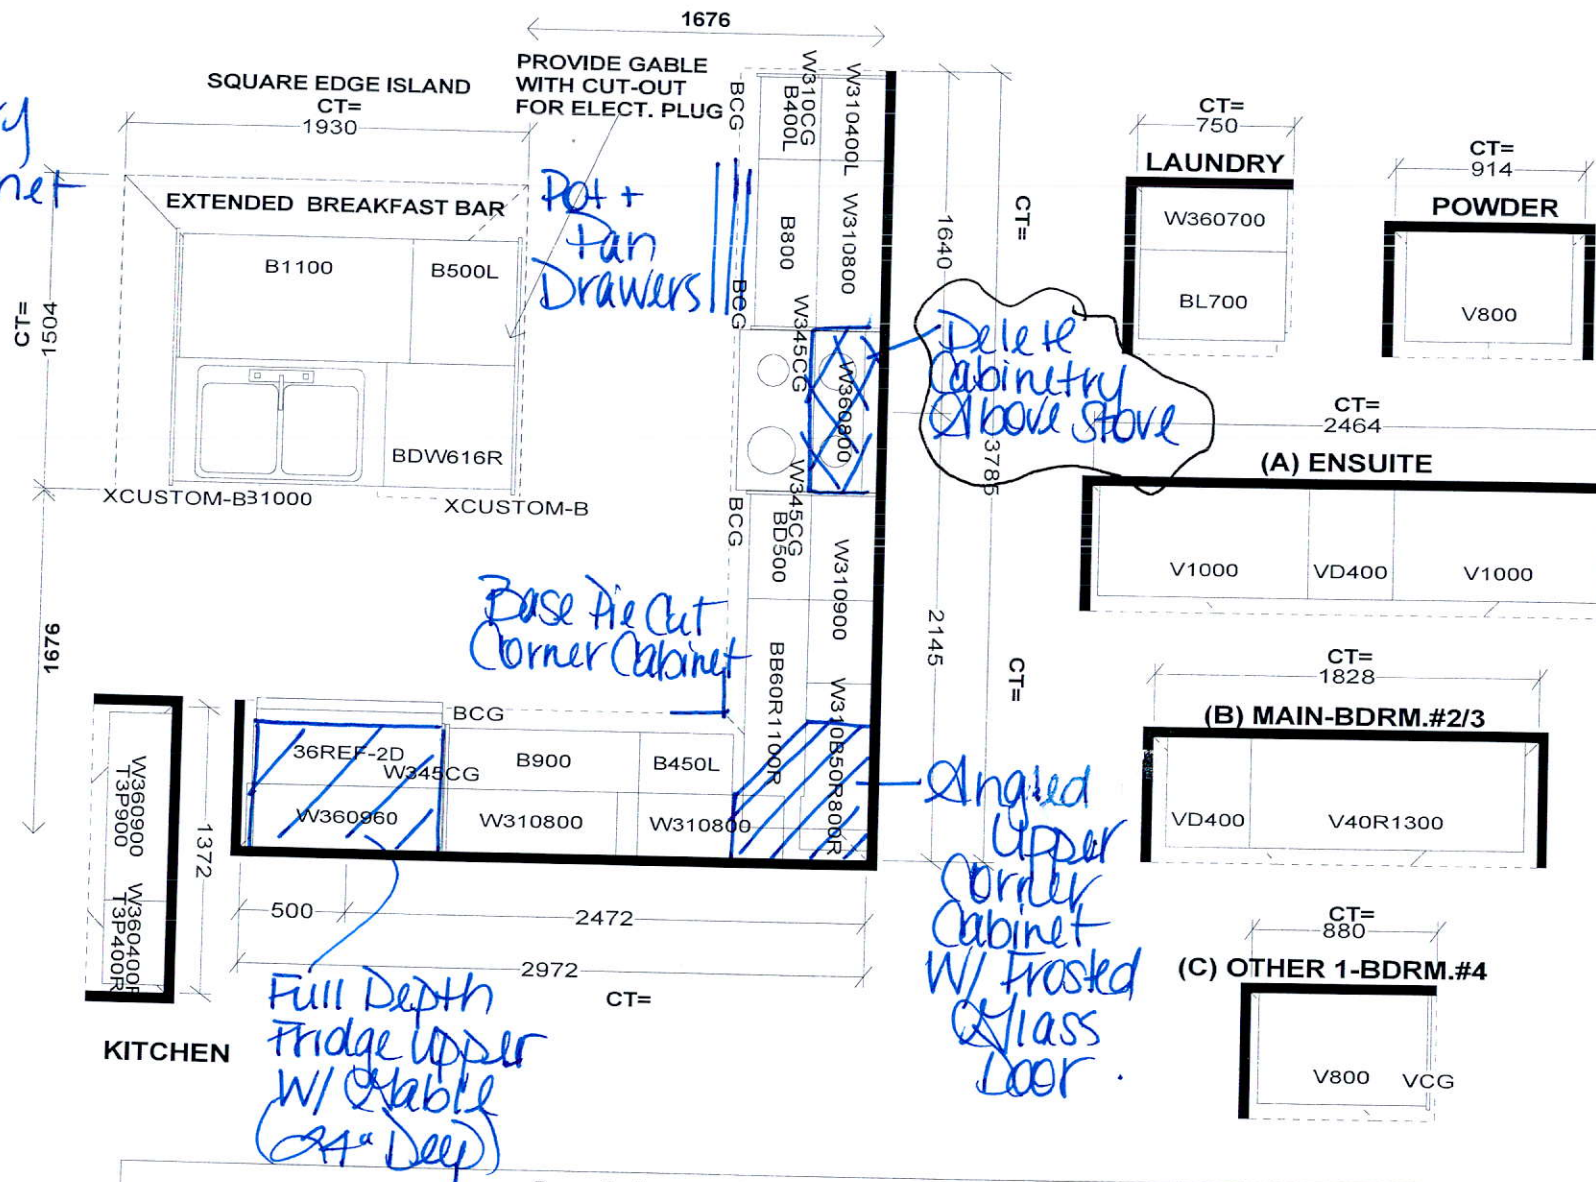 1676
SQUARE EDGE ISLAND
CT=
1930
PROVIDE GABLE
WITH CUT-OUT
FOR ELECT. PLUG
EXTENDED BREAKFAST BAR
B1100
B500L
CT=
1504
BDW616R
XCUSTOM-B
B31000
XCUSTOM-B
1676
Pot +
Pan
Drawers
BCG
W310CG
B400L
W310400L
B800
W310800
BCG
W345CG
W360800
W345CG
BCG
BD500
W310900
BB60R1100R
W310B50R800R
1640
CT=
3785
2145
CT=
Delete
Cabinetry
Above Stove
Base Pie Cut
Corner Cabinet
BCG
36REF-2D
W345CG
B900
B450L
W360960
W310800
W310800
500
2472
2972
CT=
W360900
T3P900
W360400R
T3P400R
1372
KITCHEN
Full Depth
Fridge Upper
W/ Gable
(24" Deep)
Angled
Upper
Corner
Cabinet
W/ Frosted
Glass
Door.
CT=
750
LAUNDRY
W360700
BL700
CT=
914
POWDER
V800
CT=
2464
(A) ENSUITE
V1000
VD400
V1000
CT=
1828
(B) MAIN-BDRM.#2/3
VD400
V40R1300
CT=
880
(C) OTHER 1-BDRM.#4
V800
VCG